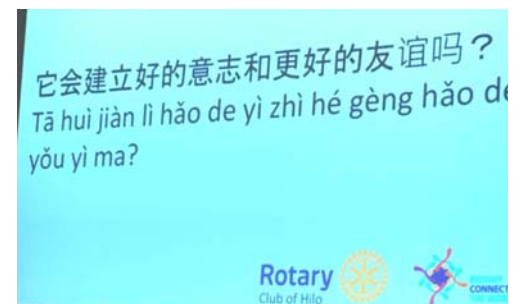 它会建立好的意志和更好的友谊吗？
Tā huì jiàn lì hǎo de yì zhì hé gèng hǎo de
yǒu yì ma?
Rotary
Club of Hilo
CONNECT